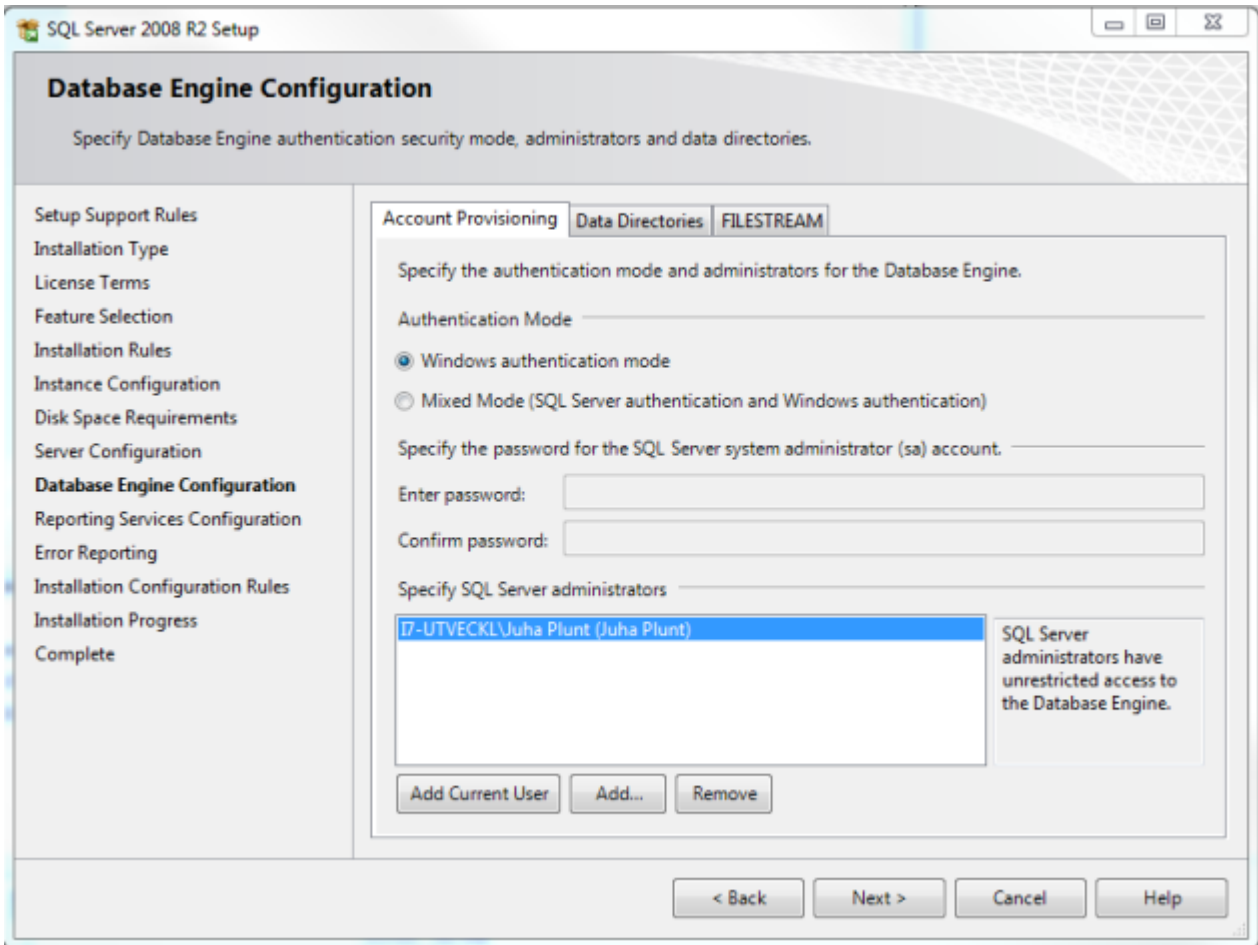 SQL Server 2008 R2 Setup
Database Engine Configuration
Specify Database Engine authentication security mode, administrators and data directories.
Setup Support Rules
Installation Type
License Terms
Feature Selection
Installation Rules
Instance Configuration
Disk Space Requirements
Server Configuration
Database Engine Configuration
Reporting Services Configuration
Error Reporting
Installation Configuration Rules
Installation Progress
Complete
Account Provisioning Data Directories FILESTREAM
Specify the authentication mode and administrators for the Database Engine.
Authentication Mode
Windows authentication mode
Mixed Mode (SQL Server authentication and Windows authentication)
Specify the password for the SQL Server system administrator (sa) account.
Enter password:
Confirm password:
Specify SQL Server administrators
I7-UTVECKL\Juha Plunt (Juha Plunt)
SQL Server
administrators have
unrestricted access to
the Database Engine.
Add Current User Add... Remove
< Back Next > Cancel Help